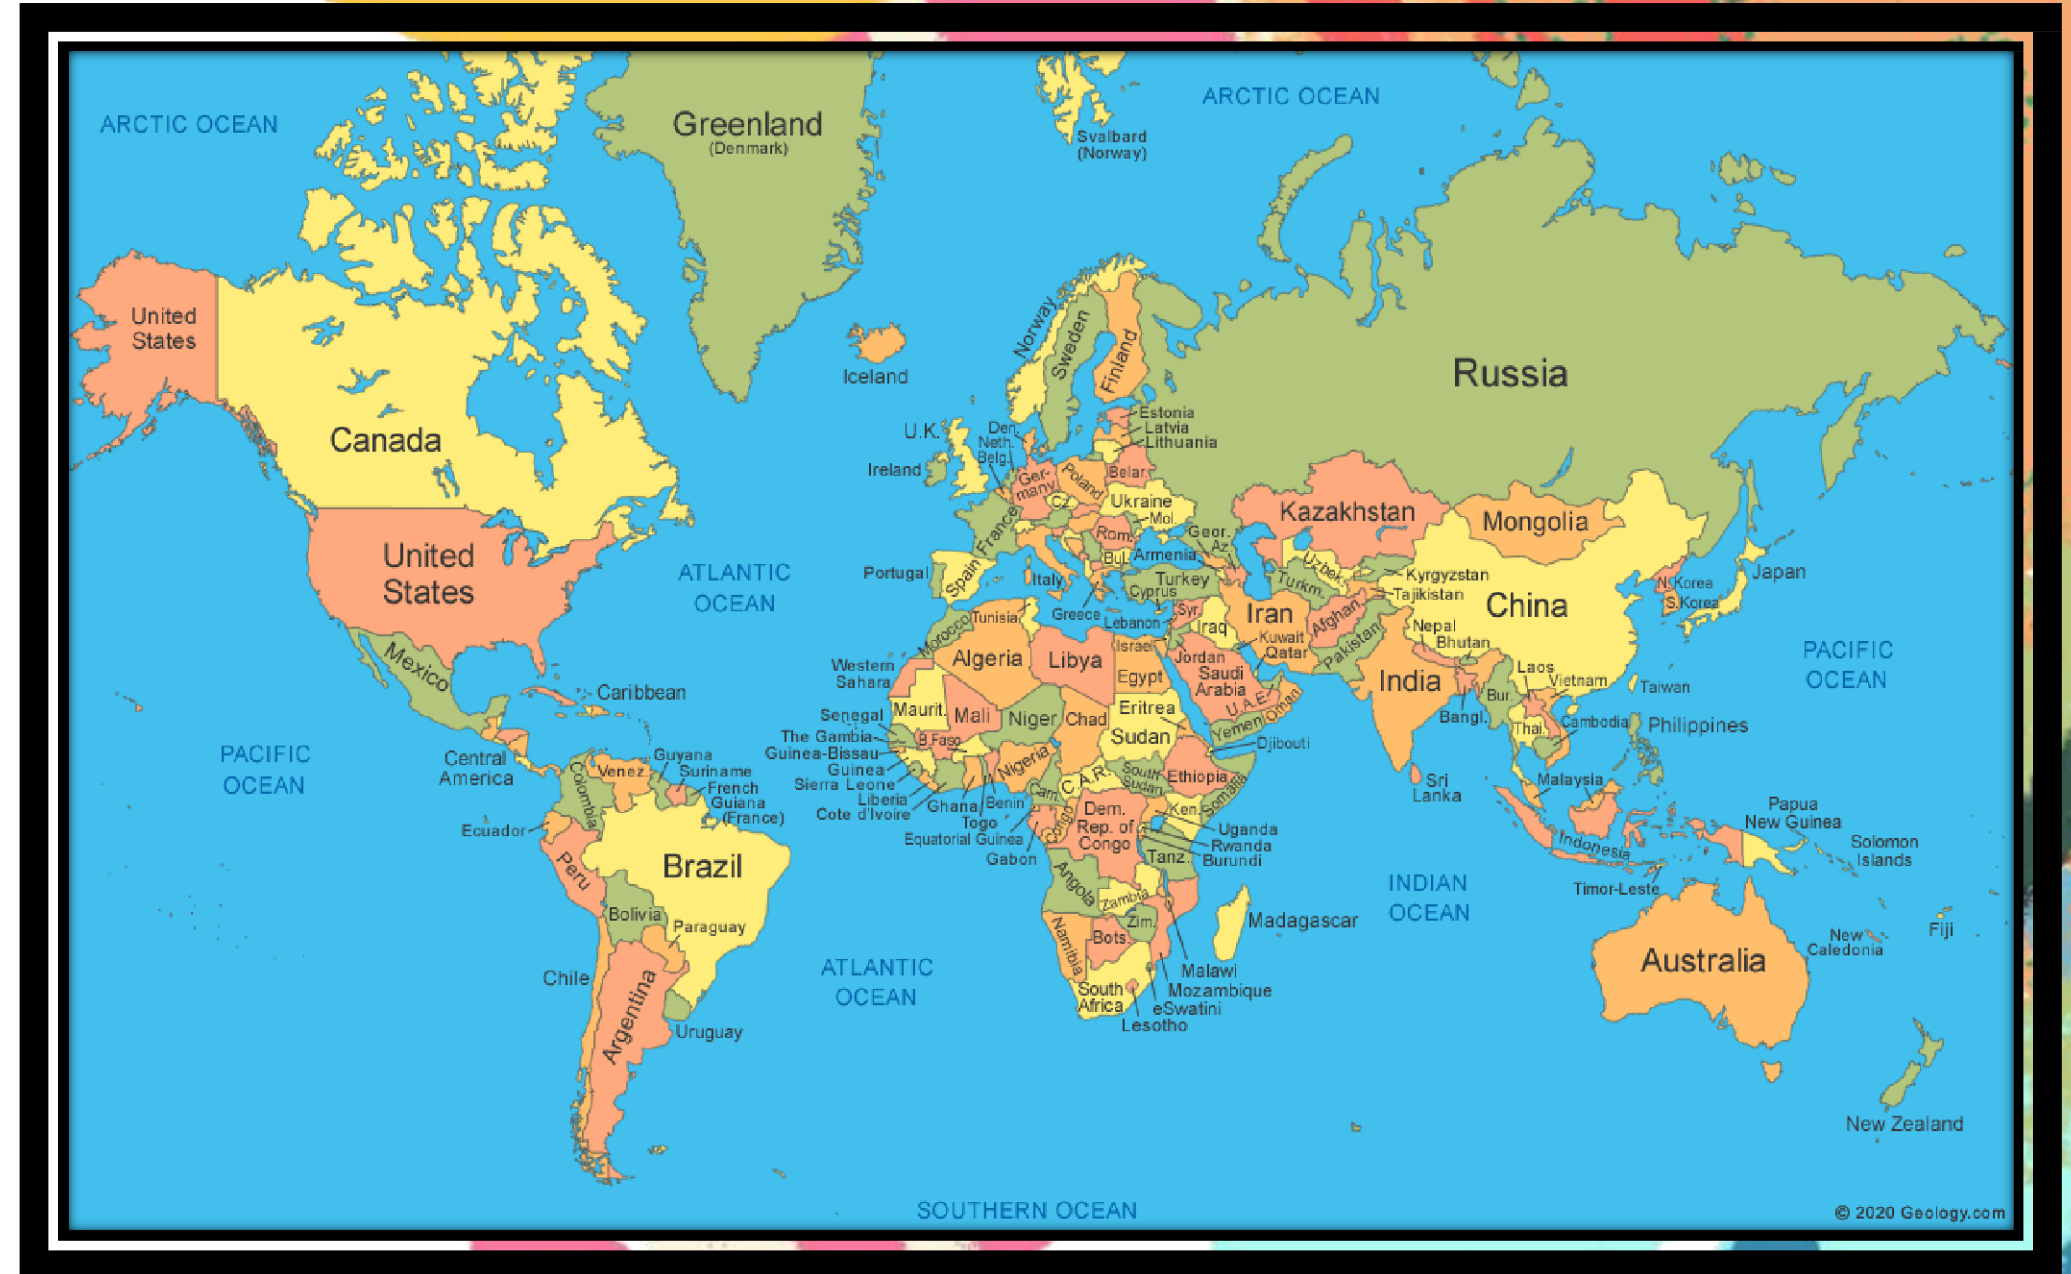 ARCTIC OCEAN
ARCTIC OCEAN
Greenland
(Denmark)
Svalbard
(Norway)
United
States
Canada
Iceland
Norway
Sweden
Finland
Russia
Estonia
Latvia
Lithuania
U.K.
Ireland
Den.
Neth.
Belg.
Ger-
many
Poland
Belar.
Cz.
Ukraine
Mol.
France
Rom.
Bul.
Italy
Spain
Portugal
Greece
Geor.
Az.
Armenia
Turkey
Cyprus
Syr.
Lebanon
Israel
Iraq
Iran
Kuwait
Qatar
Jordan
Saudi
Arabia
U.A.E.
Oman
Yemen
Kazakhstan
Uzbek.
Turkm.
Kyrgyzstan
Tajikistan
Afghan.
Pakistan
Mongolia
China
N. Korea
S.Korea
Japan
Nepal
Bhutan
India
Bangl.
Bur.
Laos
Vietnam
Thai.
Cambodia
Taiwan
Philippines
Sri
Lanka
Malaysia
Indonesia
Timor-Leste
Papua
New Guinea
Solomon
Islands
Fiji
New
Caledonia
Australia
New Zealand
United
States
Mexico
Caribbean
Central
America
ATLANTIC
OCEAN
PACIFIC
OCEAN
PACIFIC
OCEAN
Guyana
Suriname
French
Guiana
(France)
Venez.
Colombia
Ecuador
Peru
Brazil
Bolivia
Paraguay
Chile
Argentina
Uruguay
ATLANTIC
OCEAN
INDIAN
OCEAN
Morocco
Tunisia
Algeria
Libya
Egypt
Western
Sahara
Maurit.
Mali
Niger
Chad
Eritrea
Sudan
Senegal
The Gambia
Guinea-Bissau
Guinea
Sierra Leone
Liberia
Cote d'Ivoire
B.Faso
Ghana
Togo
Benin
Nigeria
Equatorial Guinea
Gabon
Cam.
C.A.R.
South
Sudan
Ethiopia
Djibouti
Somalia
Ken.
Uganda
Rwanda
Burundi
Congo
Dem.
Rep. of
Congo
Tanz.
Angola
Zambia
Zim.
Namibia
Bots.
South
Africa
Madagascar
Malawi
Mozambique
eSwatini
Lesotho
SOUTHERN OCEAN
© 2020 Geology.com